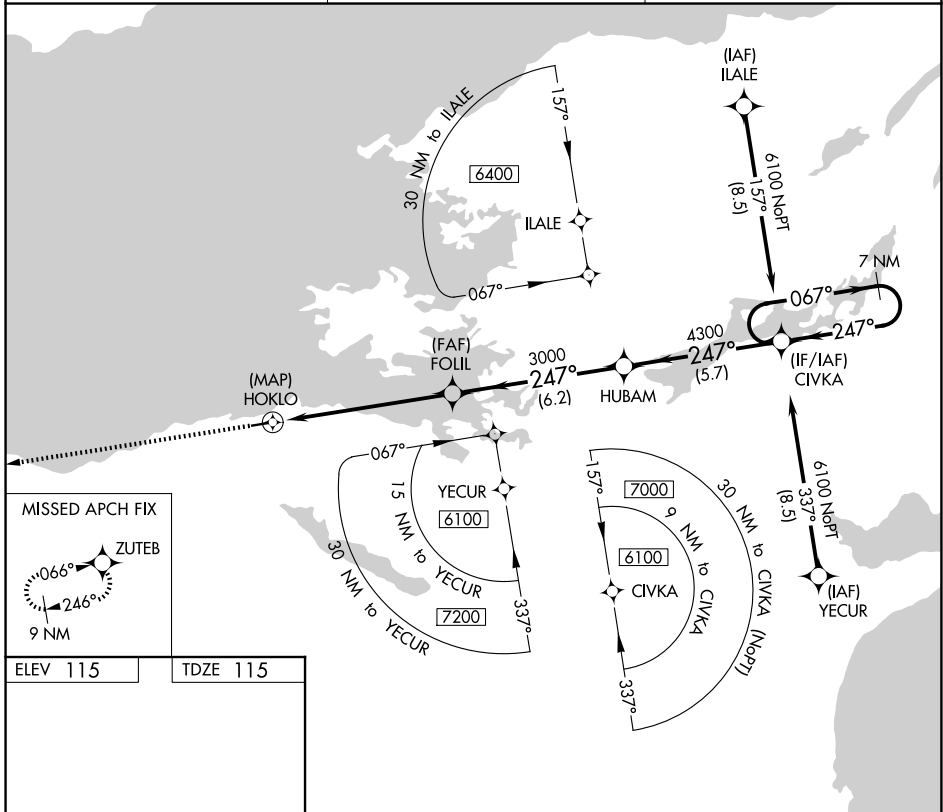 (IAF)
ILALE
6100 NoPT
157°
(8.5)
30 NM to ILALE
157°
6400
ILALE
067°
7 NM
067°
247°
(IF/IAF)
CIVKA
4300
247°
(5.7)
HUBAM
3000
247°
(6.2)
(FAF)
FOLIL
(MAP)
HOKLO
067°
15 NM to YECUR
YECUR
6100
30 NM to YECUR
7200
337°
157°
7000
30 NM to CIVKA (NoPT)
9 NM to CIVKA
6100
CIVKA
337°
6100 NoPT
337°
(8.5)
(IAF)
YECUR
MISSED APCH FIX
ZUTEB
066°
246°
9 NM
ELEV 115
TDZE 115